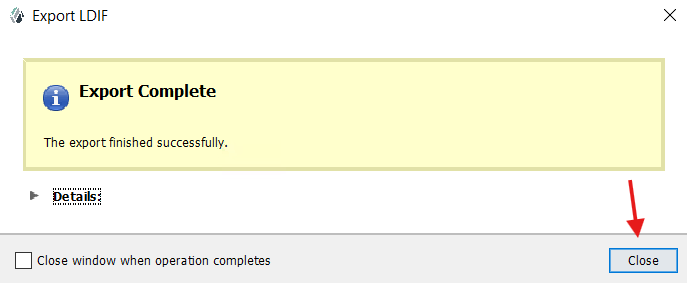 Export LDIF
Export Complete
The export finished successfully.
Details:
Close window when operation completes
Close